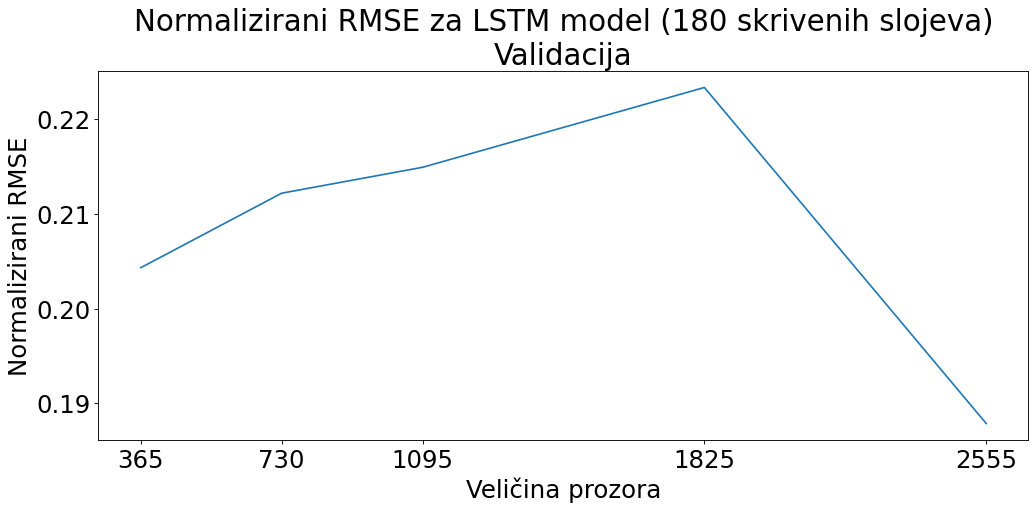 Normalizirani RMSE za LSTM model (180 skrivenih slojeva)
Validacija
Normalizirani RMSE
0.22
0.21
0.20
0.19
365 730 1095 1825 2555
Veličina prozora